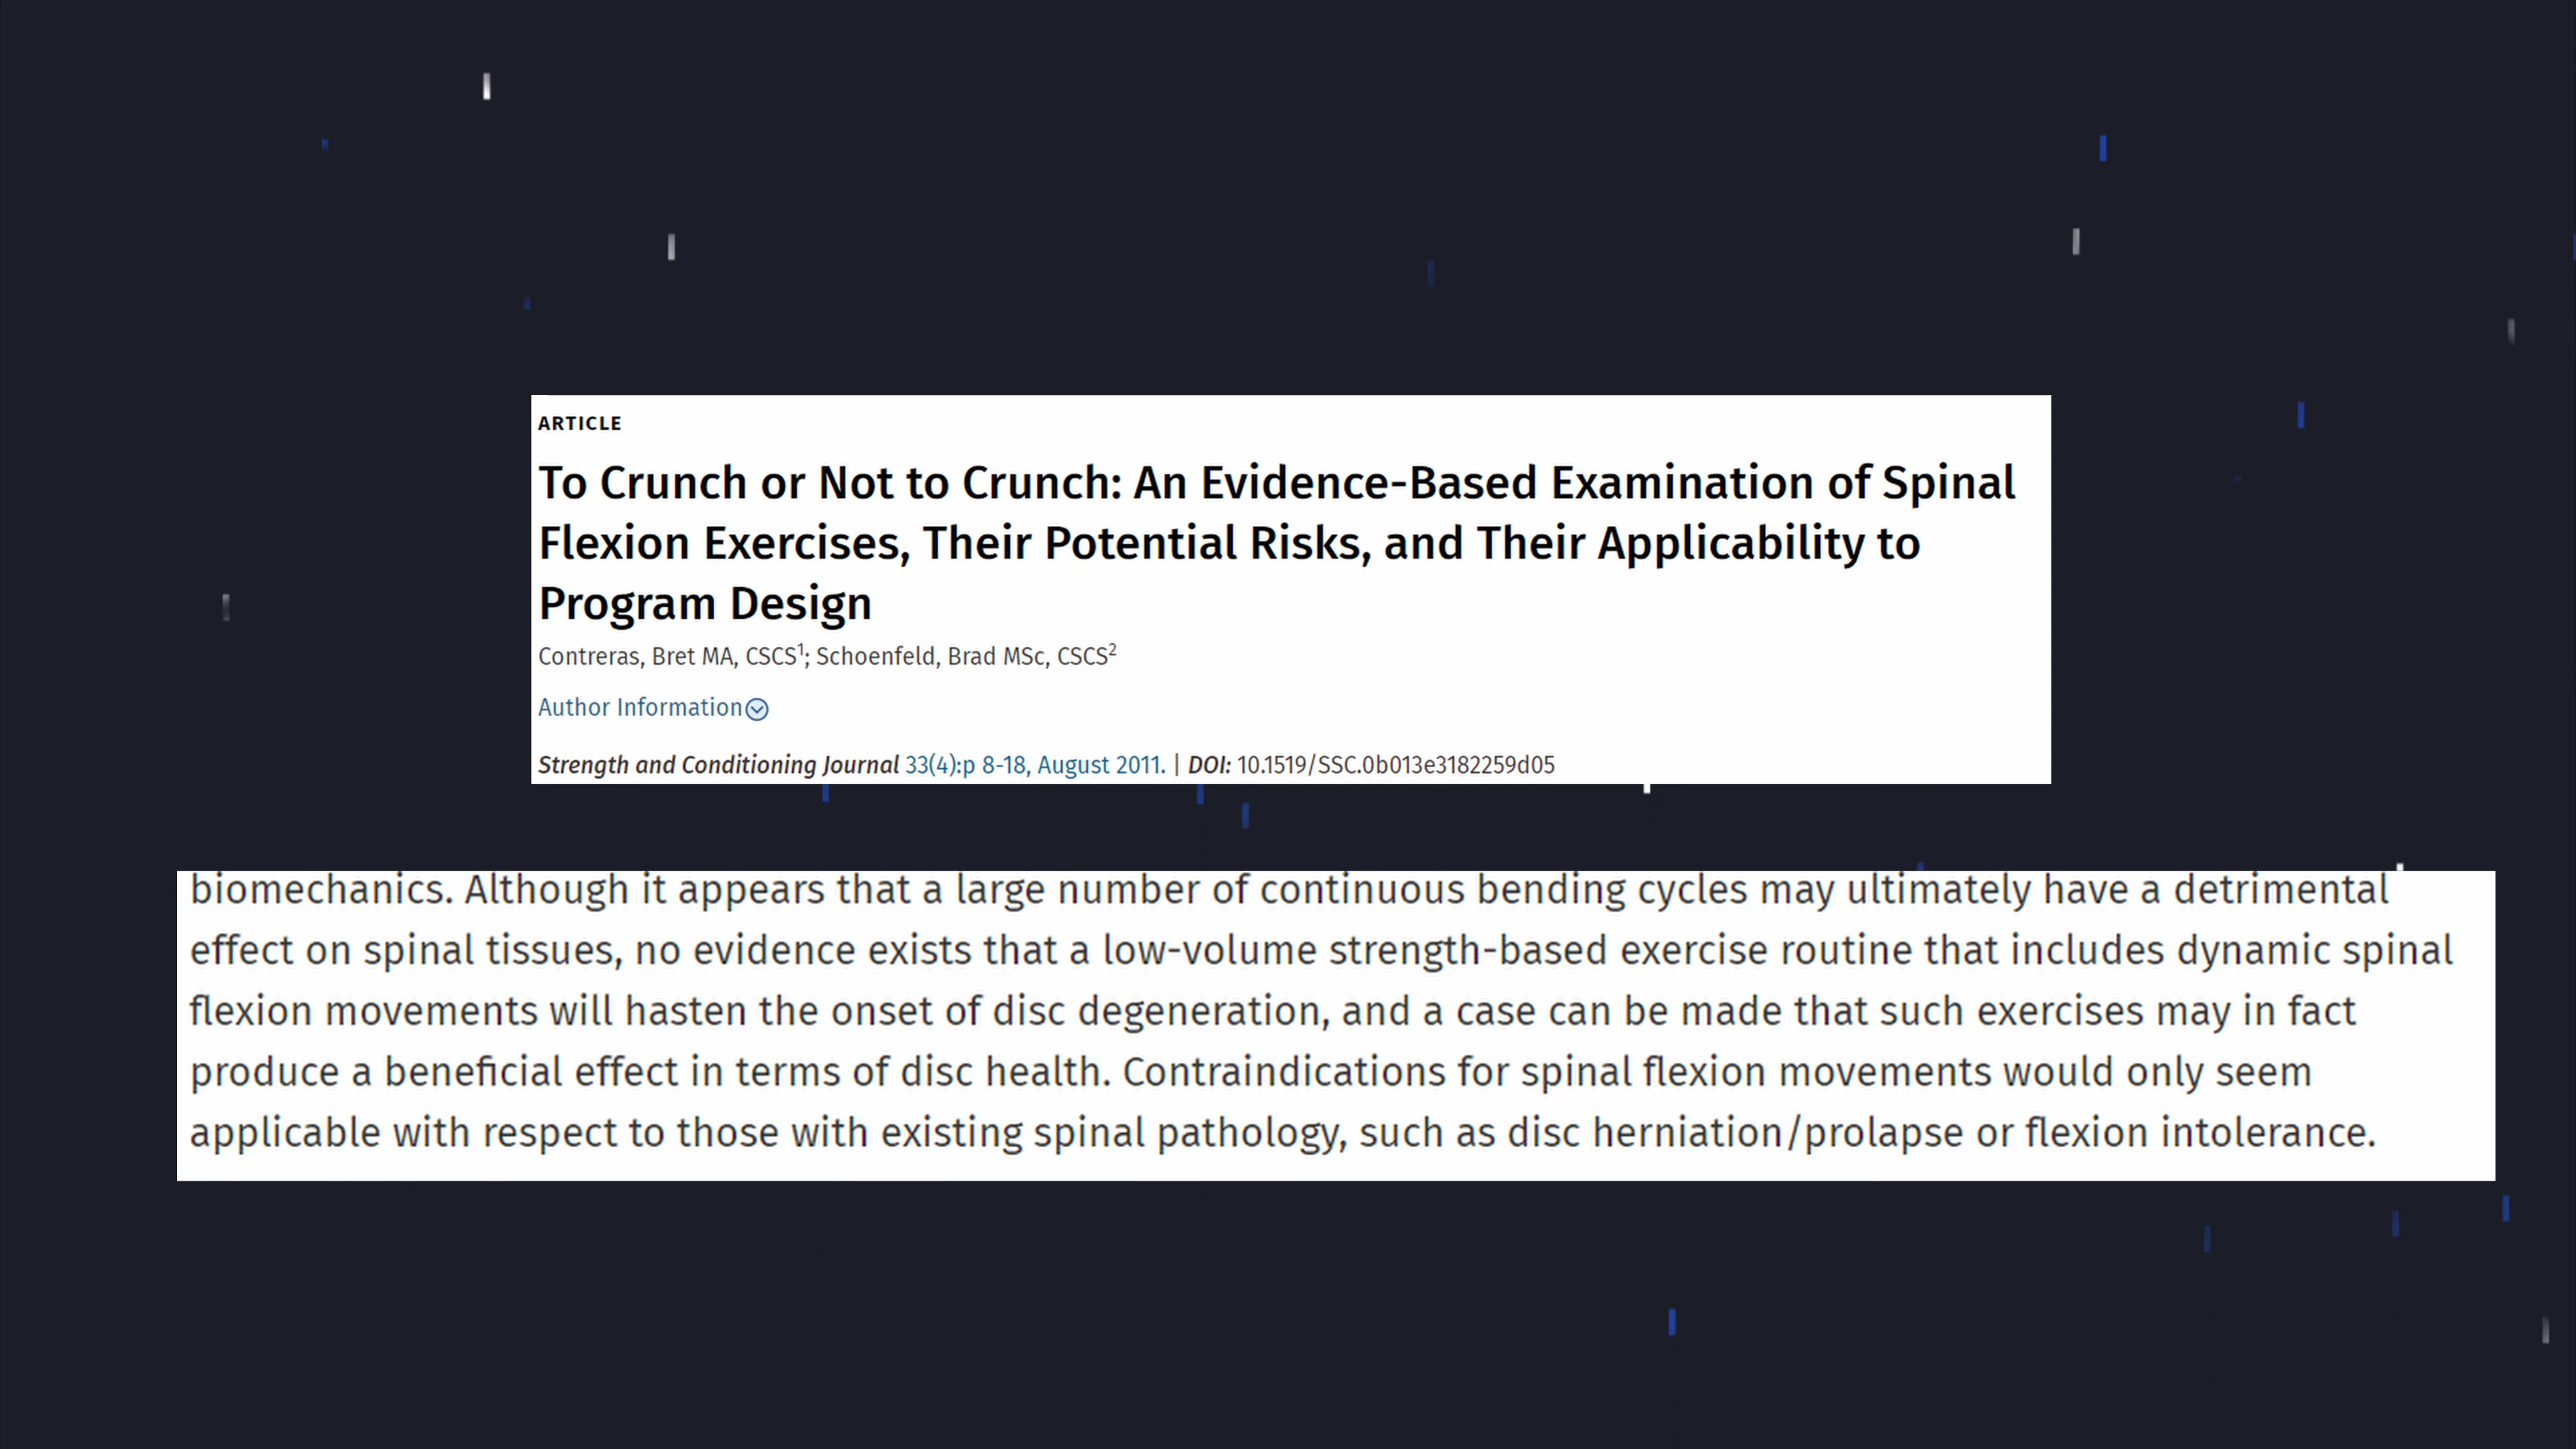 ARTICLE
To Crunch or Not to Crunch: An Evidence-Based Examination of Spinal
Flexion Exercises, Their Potential Risks, and Their Applicability to
Program Design
Contreras, Bret MA, CSCS1; Schoenfeld, Brad MSc, CSCS2
Author Information
Strength and Conditioning Journal 33(4):p 8-18, August 2011. | DOI: 10.1519/SSC.0b013e3182259d05
biomechanics. Although it appears that a large number of continuous bending cycles may ultimately have a detrimental
effect on spinal tissues, no evidence exists that a low-volume strength-based exercise routine that includes dynamic spinal
flexion movements will hasten the onset of disc degeneration, and a case can be made that such exercises may in fact
produce a beneficial effect in terms of disc health. Contraindications for spinal flexion movements would only seem
applicable with respect to those with existing spinal pathology, such as disc herniation/prolapse or flexion intolerance.